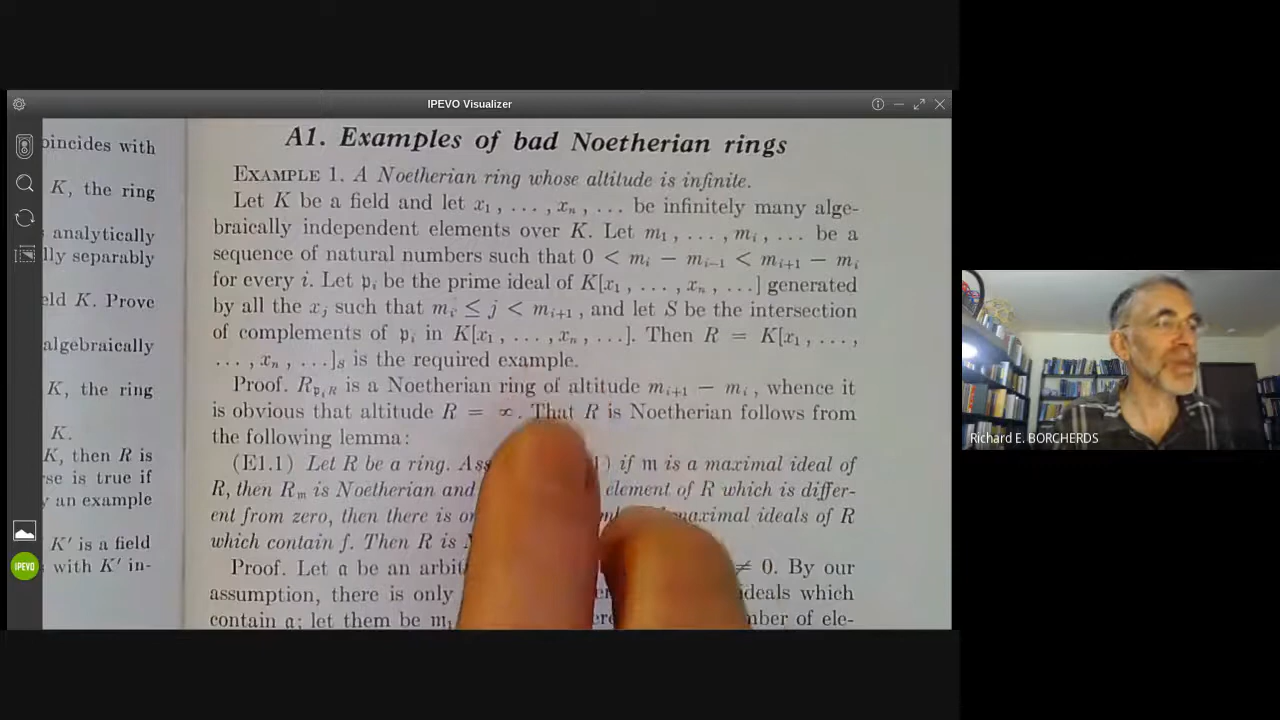 IPEVO Visualizer
A1. Examples of bad Noetherian rings
EXAMPLE 1. A Noetherian ring whose altitude is infinite.
Let K be a field and let x₁, . . . , xₙ, . . . be infinitely many alge-
braically independent elements over K. Let m₁, . . . , mᵢ, . . . be a
sequence of natural numbers such that 0 < mᵢ − mᵢ₋₁ < mᵢ₊₁ − mᵢ
for every i. Let 𝔭ᵢ be the prime ideal of K[x₁, . . . , xₙ, . . .] generated
by all the xⱼ such that mᵢ ≤ j < mᵢ₊₁, and let S be the intersection
of complements of 𝔭ᵢ in K[x₁, . . . , xₙ, . . .]. Then R = K[x₁, . . . ,
. . . , xₙ, . . .]ₛ is the required example.
Proof. R_{𝔭ᵢR} is a Noetherian ring of altitude mᵢ₊₁ − mᵢ, whence it
is obvious that altitude R = ∞. That R is Noetherian follows from
the following lemma:
(E1.1) Let R be a ring. if 𝔪 is a maximal ideal of
R, then R_𝔪 is Noetherian and element of R which is differ-
ent from zero, then there is maximal ideals of R
which contain f. Then R is
Proof. Let 𝔞 be an ≠ 0. By our
assumption, there is only ideals which
contain 𝔞; let them be 𝔪₁ of ele-
oincides with
K, the ring
analytically
lly separably
eld K. Prove
algebraically
K, the ring
K.
K, then R is
rse is true if
y an example
K′ is a field
with K′ in-
IPEVO
Richard E. BORCHERDS